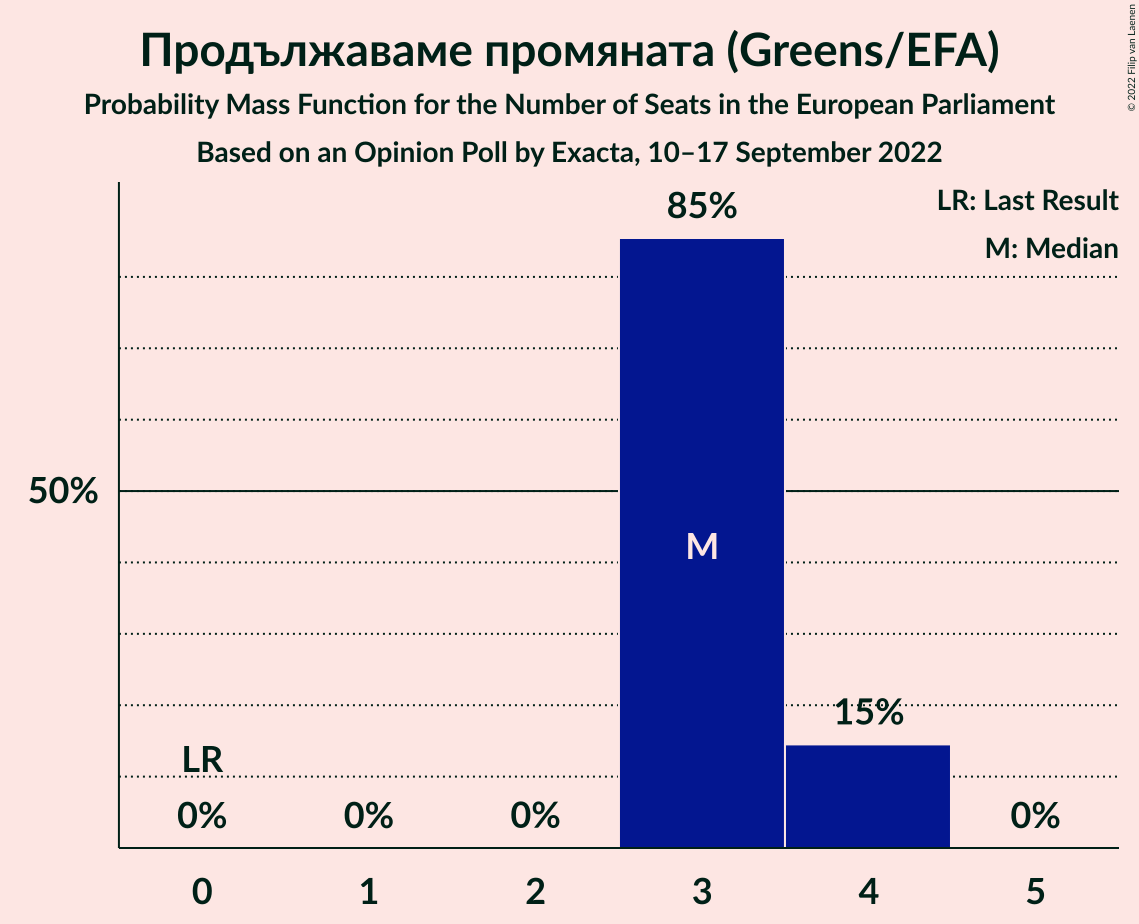 Продължаваме промяната (Greens/EFA)
Probability Mass Function for the Number of Seats in the European Parliament
Based on an Opinion Poll by Exacta, 10–17 September 2022
© 2022 Filip van Laenen
LR: Last Result
M: Median
85%
50%
M
15%
LR
0% 0% 0% 0%
0 1 2 3 4 5